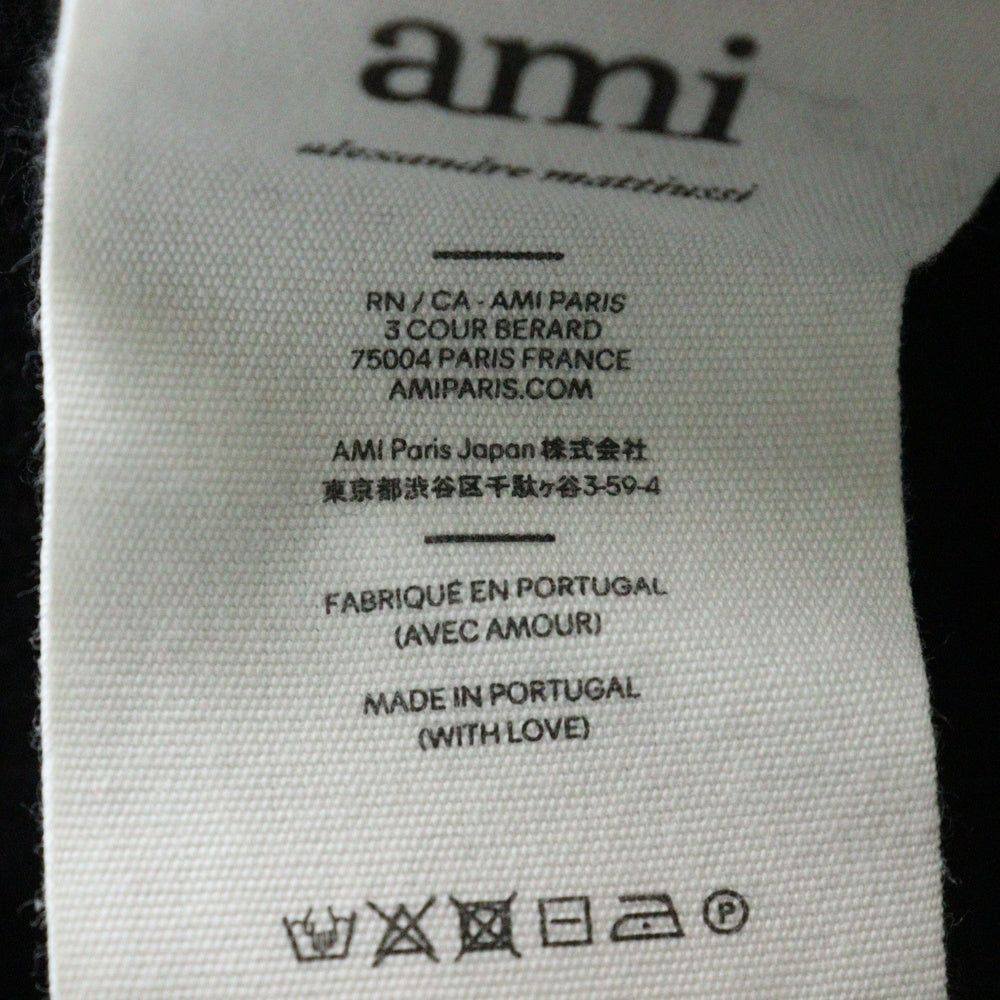 ami
alexandre mattiussi
RN / CA - AMI PARIS
3 COUR BERARD
75004 PARIS FRANCE
AMIPARIS.COM
AMI Paris Japan 株式会社
東京都渋谷区千駄ヶ谷3-59-4
FABRIQUÉ EN PORTUGAL
(AVEC AMOUR)
MADE IN PORTUGAL
(WITH LOVE)
P